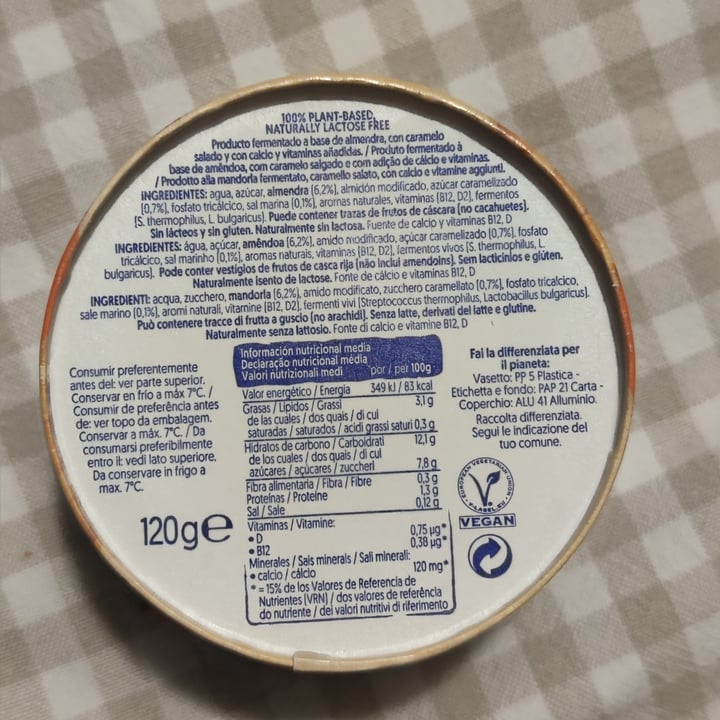 100% PLANT-BASED,
NATURALLY LACTOSE FREE
Producto fermentado a base de almendra, con caramelo
salado y con calcio y vitaminas añadidas. / Produto fermentado à
base de amêndoa, com caramelo salgado e com adição de cálcio e vitaminas.
/ Prodotto alla mandorla fermentato, caramello salato, con calcio e vitamine aggiunti.
INGREDIENTES: agua, azúcar, almendra (6,2%), almidón modificado, azúcar caramelizado
(0,7%), fosfato tricálcico, sal marina (0,1%), aromas naturales, vitaminas (B12, D2), fermentos
(S. thermophilus, L. bulgaricus). Puede contener trazas de frutos de cáscara (no cacahuetes).
Sin lácteos y sin gluten. Naturalmente sin lactosa. Fuente de calcio y vitaminas B12, D
INGREDIENTES: água, açúcar, amêndoa (6,2%), amido modificado, açúcar caramelizado (0,7%), fosfato
tricálcico, sal marinho (0,1%), aromas naturais, vitaminas (B12, D2), fermentos vivos (S. thermophilus, L.
bulgaricus). Pode conter vestígios de frutos de casca rija (não inclui amendoins). Sem lacticínios e glúten.
Naturalmente isento de lactose. Fonte de cálcio e vitaminas B12, D
INGREDIENTI: acqua, zucchero, mandorla (6,2%), amido modificato, zucchero caramellato (0,7%), fosfato tricalcico,
sale marino (0,1%), aromi naturali, vitamine (B12, D2), fermenti vivi (Streptococcus thermophilus, Lactobacillus bulgaricus).
Può contenere tracce di frutta a guscio (no arachidi). Senza latte, derivati del latte e glutine.
Naturalmente senza lattosio. Fonte di calcio e vitamine B12, D
Consumir preferentemente
antes del: ver parte superior.
Conservar en frío a máx 7°C. /
Consumir de preferência antes
de: ver topo da embalagem.
Conservar a máx. 7°C. / Da
consumarsi preferibilmente
entro il: vedi lato superiore.
Da conservare in frigo a
max. 7°C.
120g e
Información nutricional media
Declaração nutricional média
Valori nutrizionali medi por / per 100g
Valor energético / Energia 349 kJ / 83 kcal
Grasas / Lípidos / Grassi 3,1 g
de las cuales / dos quais / di cui
saturadas / saturados / acidi grassi saturi 0,3 g
Hidratos de carbono / Carboidrati 12,1 g
de los cuales / dos quais / di cui
azúcares / açúcares / zuccheri 7,8 g
Fibra alimentaria / Fibra / Fibre 0,3 g
Proteínas / Proteine 1,3 g
Sal / Sale 0,12 g
Vitaminas / Vitamine:
• D 0,75 µg*
• B12 0,38 µg*
Minerales / Sais minerais / Sali minerali:
• calcio / cálcio 120 mg*
* = 15% de los Valores de Referencia de
Nutrientes (VRN) / dos valores de referência
do nutriente / dei valori nutritivi di riferimento
Fai la differenziata per
il pianeta:
Vasetto: PP 5 Plastica -
Etichetta e fondo: PAP 21 Carta -
Coperchio: ALU 41 Alluminio.
Raccolta differenziata.
Segui le indicazione del
tuo comune.
EUROPEAN VEGETARIAN UNION
V-LABEL.EU
VEGAN